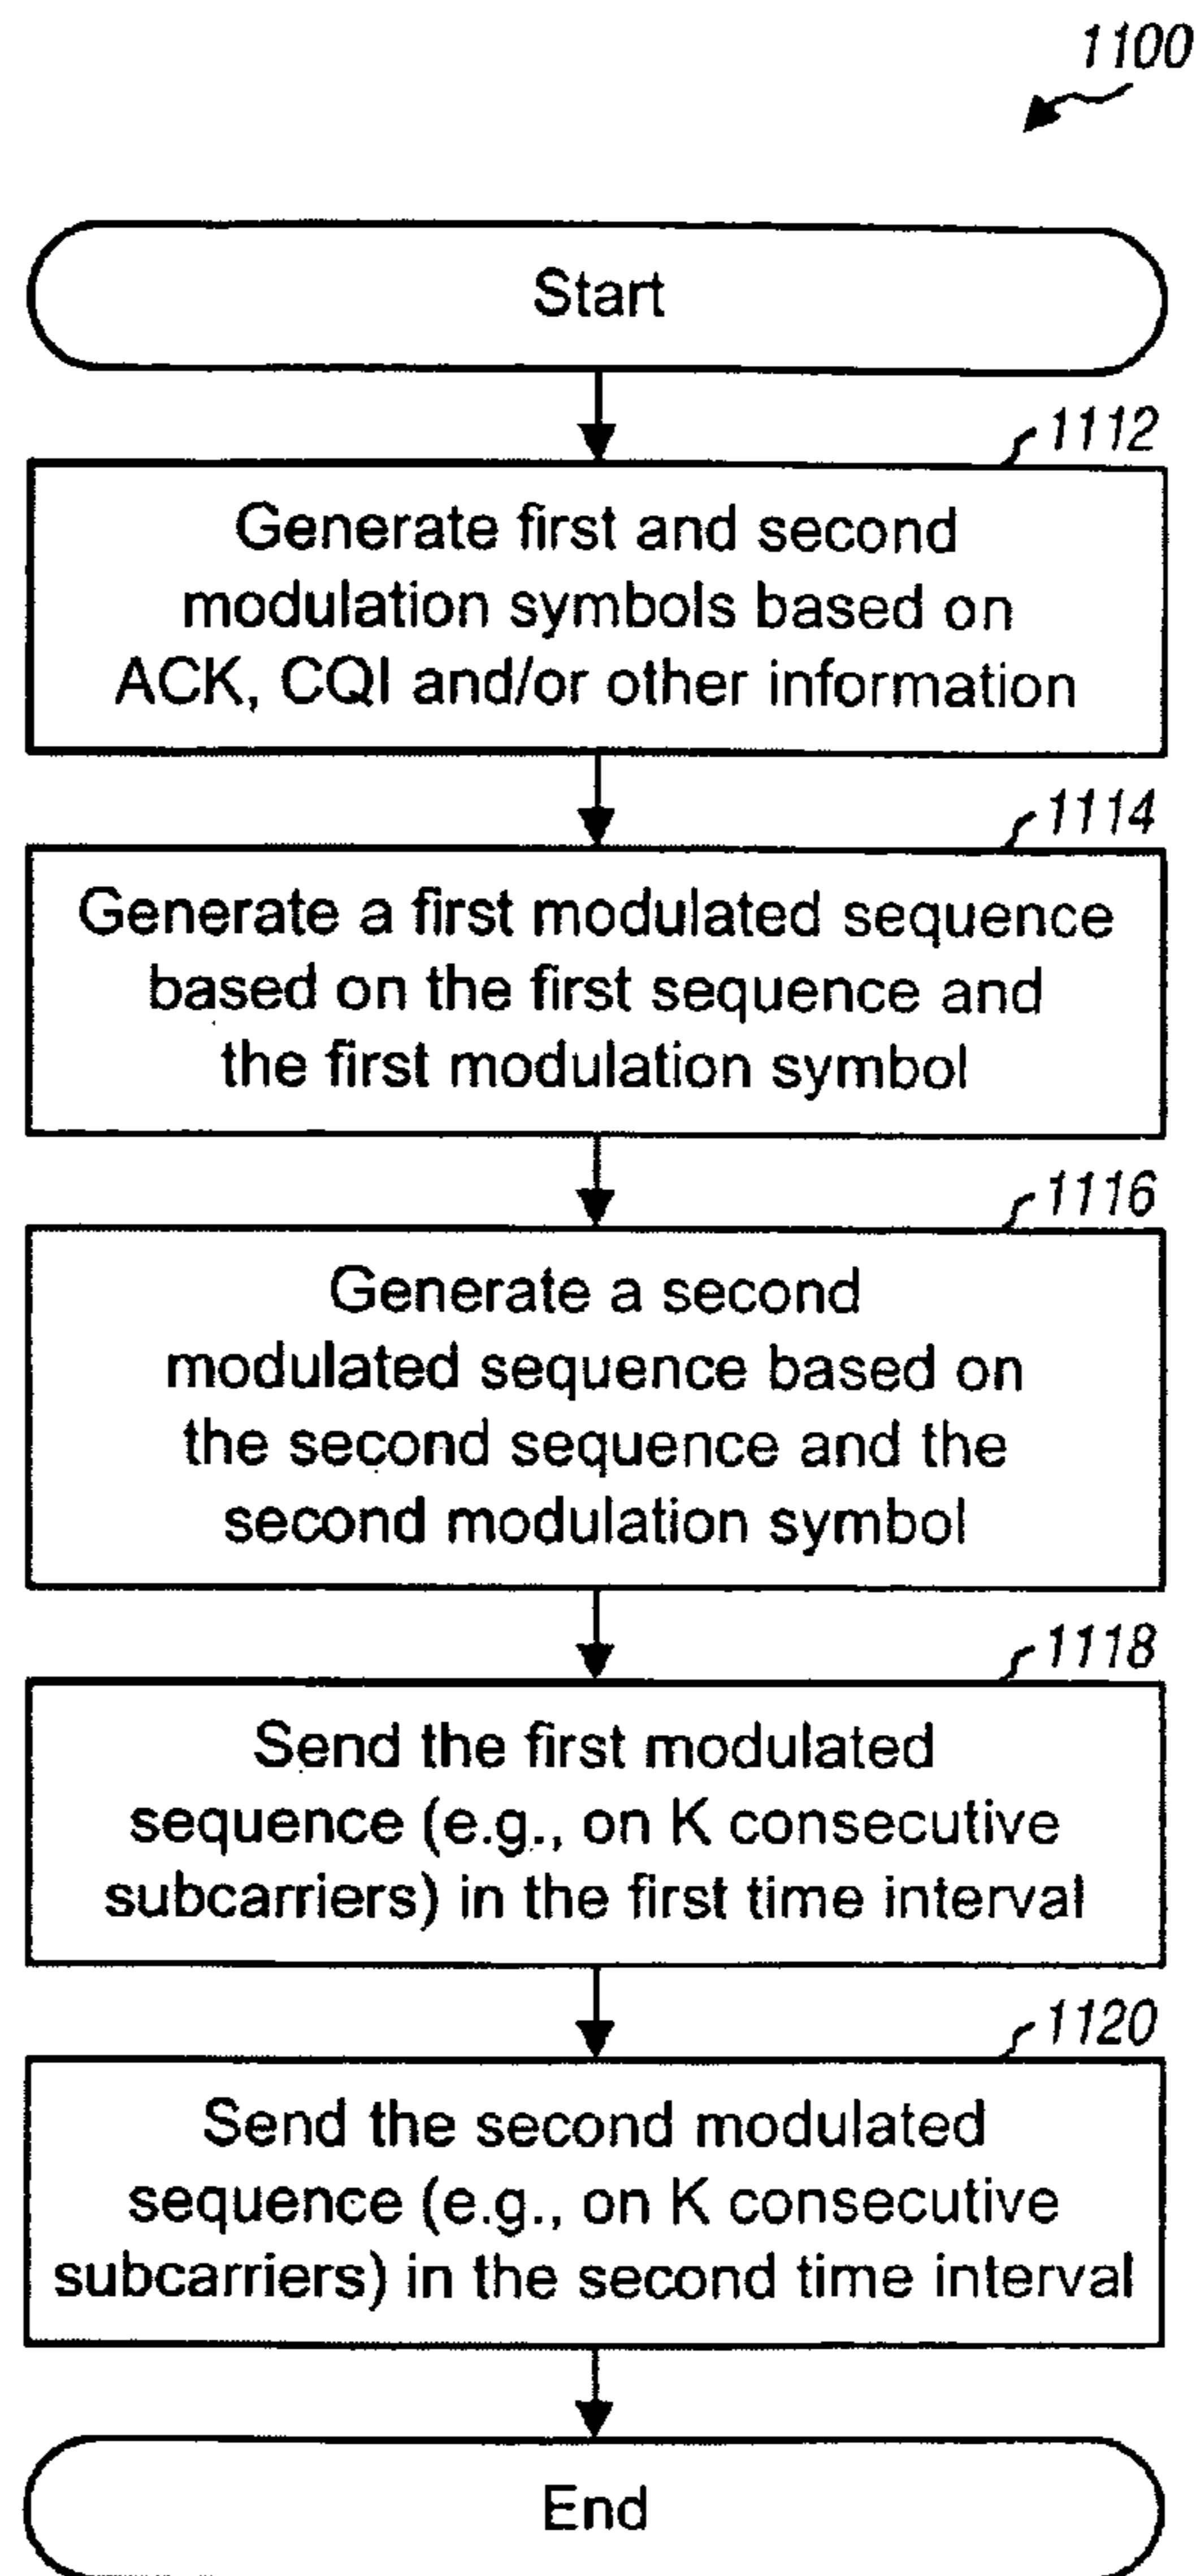 1100
Start
1112
Generate first and second
modulation symbols based on
ACK, CQI and/or other information
1114
Generate a first modulated sequence
based on the first sequence and
the first modulation symbol
1116
Generate a second
modulated sequence based on
the second sequence and the
second modulation symbol
1118
Send the first modulated
sequence (e.g., on K consecutive
subcarriers) in the first time interval
1120
Send the second modulated
sequence (e.g., on K consecutive
subcarriers) in the second time interval
End